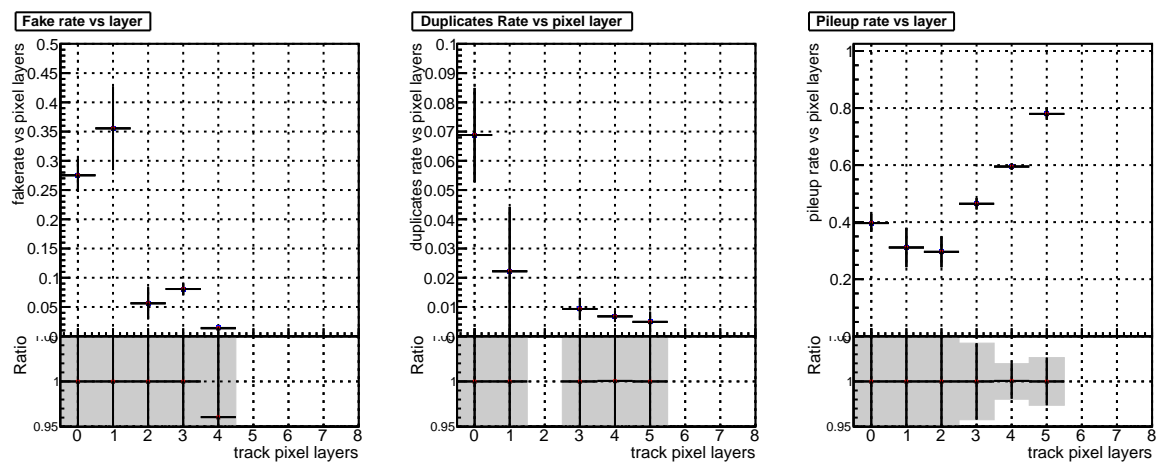 Fake rate vs layer
fakerate vs pixel layers
0.5
0.45
0.4
0.35
0.3
0.25
0.2
0.15
0.1
0.05
0
Ratio
1
0.95
0 1 2 3 4 5 6 7 8
track pixel layers
Duplicates Rate vs pixel layer
duplicates rate vs pixel layers
0.1
0.09
0.08
0.07
0.06
0.05
0.04
0.03
0.02
0.01
0
Ratio
1
0.95
0 1 2 3 4 5 6 7 8
track pixel layers
Pileup rate vs layer
pileup rate vs pixel layers
1
0.8
0.6
0.4
0.2
0
Ratio
1
0.95
0 1 2 3 4 5 6 7 8
track pixel layers